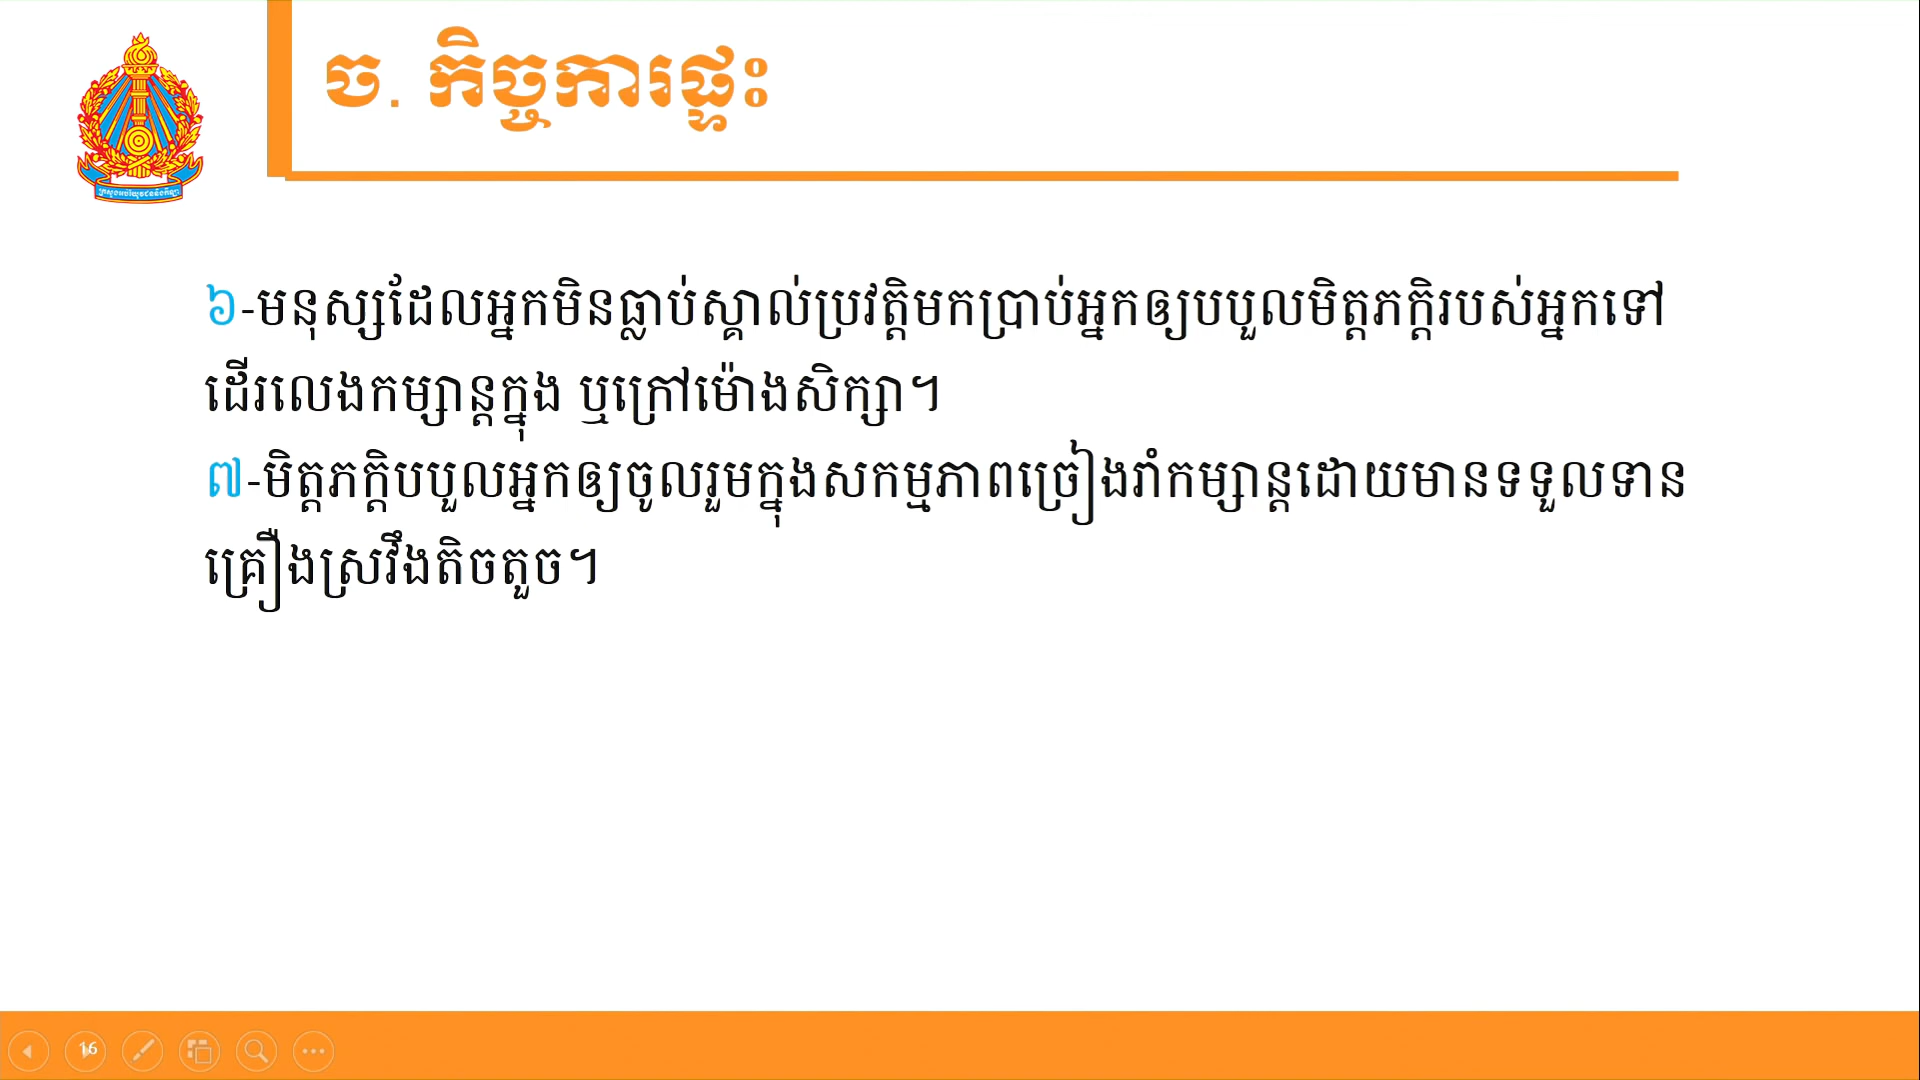 ច. កិច្ចការផ្ទះ
៦-មនុស្សដែលអ្នកមិនធ្លាប់ស្គាល់ប្រវត្តិមកប្រាប់អ្នកឲ្យបបួលមិត្តភក្តិរបស់អ្នកទៅ
ដើរលេងកម្សាន្តក្នុង ឬក្រៅម៉ោងសិក្សា។
៧-មិត្តភក្តិបបួលអ្នកឲ្យចូលរួមក្នុងសកម្មភាពច្រៀងរាំកម្សាន្តដោយមានទទួលទាន
គ្រឿងស្រវឹងតិចតួច។
16